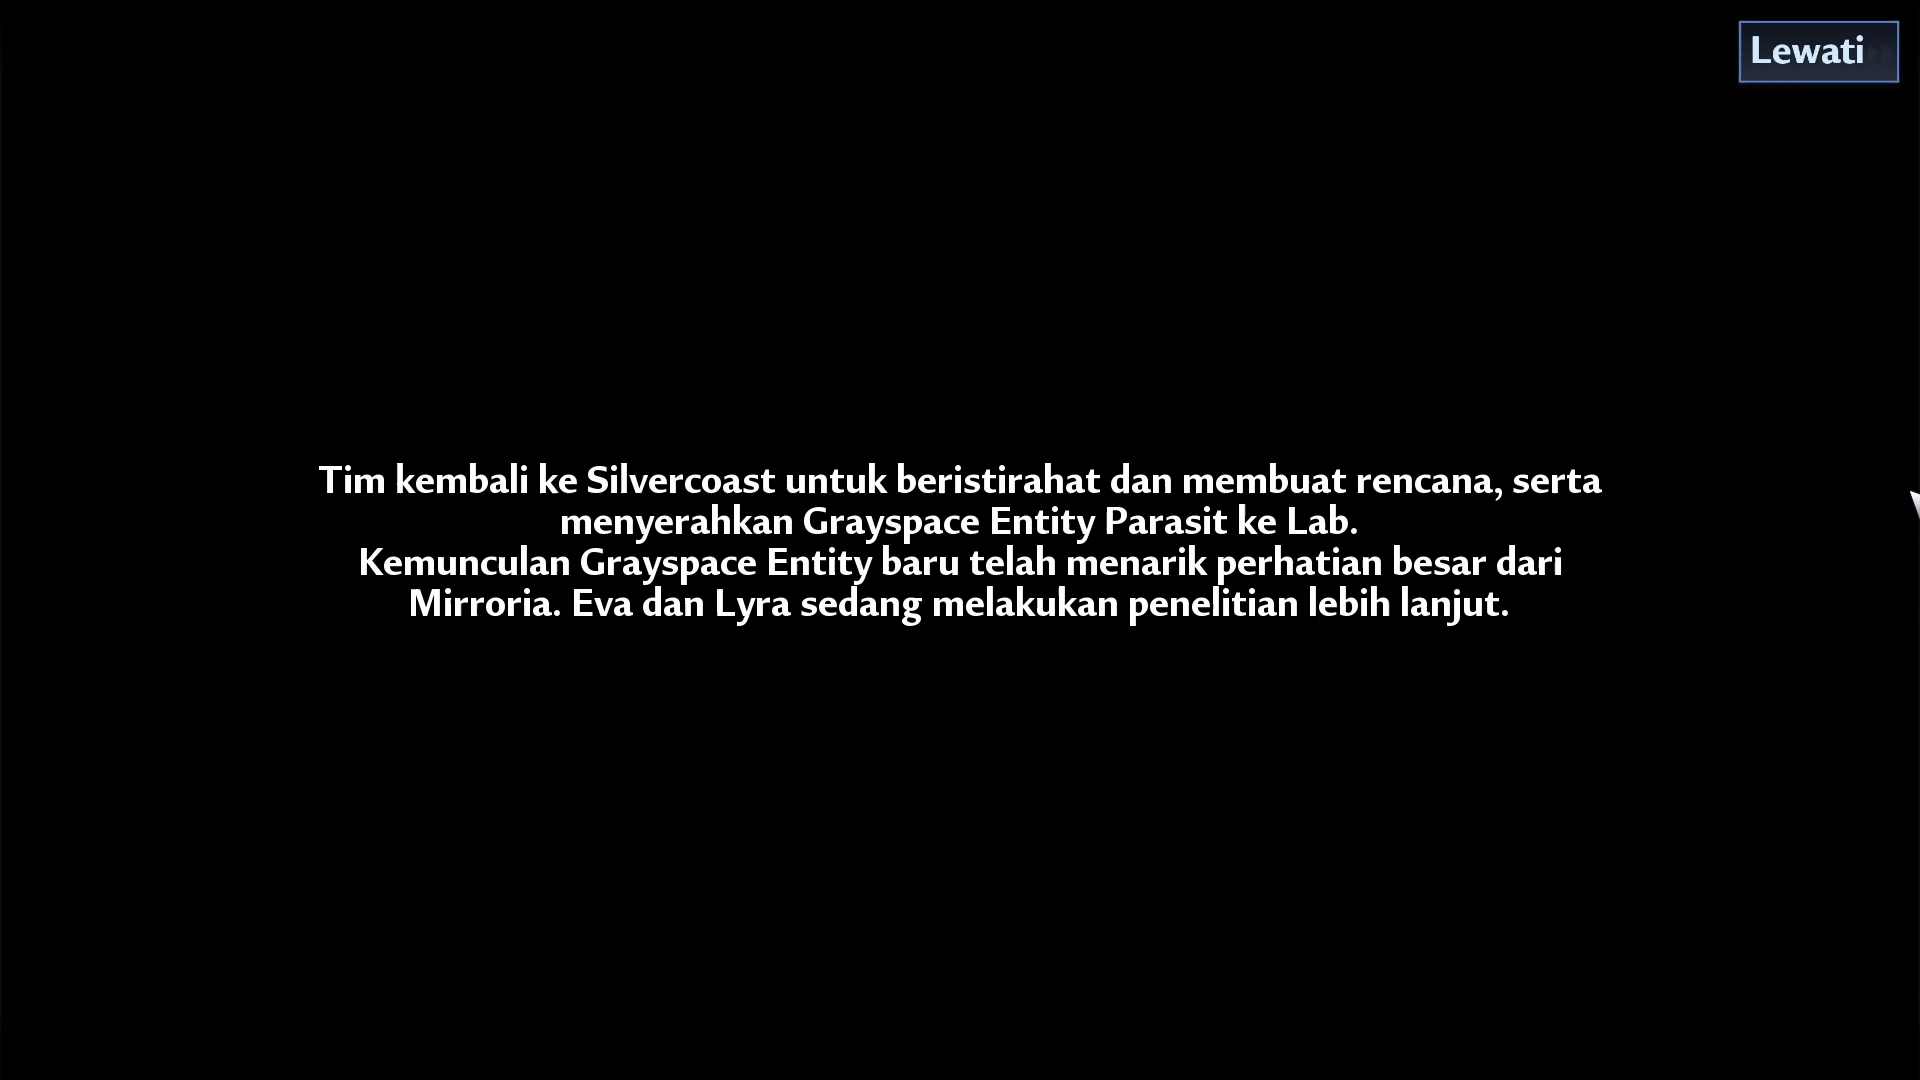 Lewati
Tim kembali ke Silvercoast untuk beristirahat dan membuat rencana, serta
menyerahkan Grayspace Entity Parasit ke Lab.
Kemunculan Grayspace Entity baru telah menarik perhatian besar dari
Mirroria. Eva dan Lyra sedang melakukan penelitian lebih lanjut.